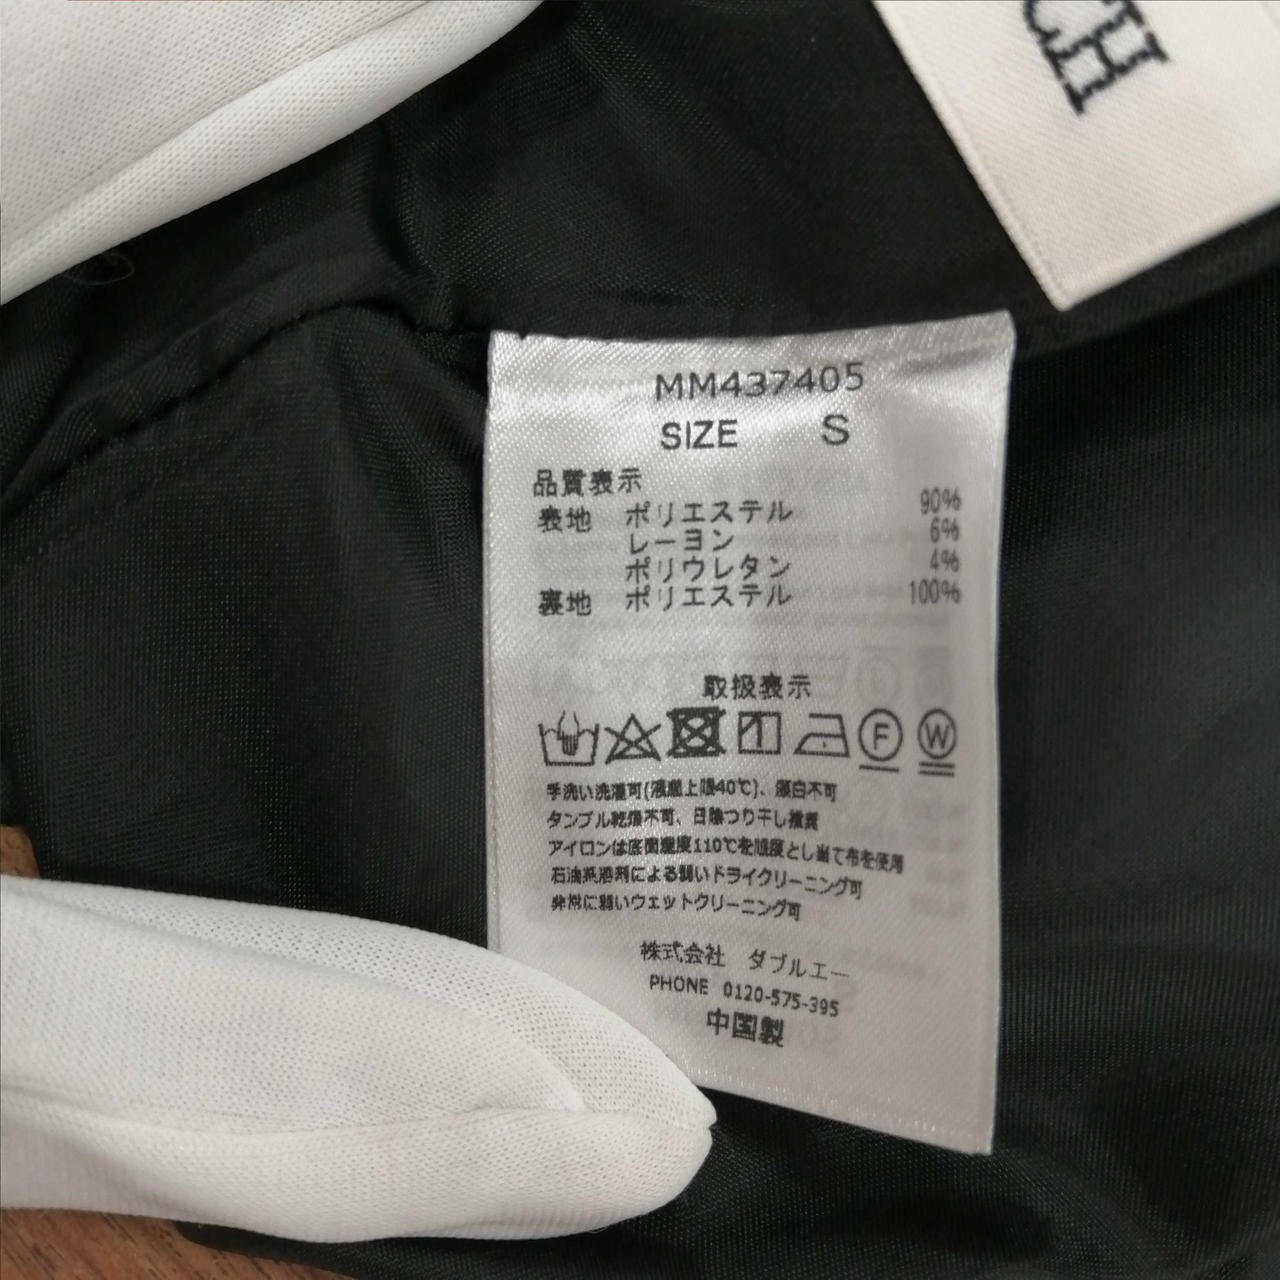 CH
MM437405
SIZE S
品質表示
表地 ポリエステル 90%
レーヨン 6%
ポリウレタン 4%
裏地 ポリエステル 100%
取扱表示
F W
手洗い洗濯可(液温上限40℃)、漂白不可
タンブル乾燥不可、日陰つり干し推奨
アイロンは底面温度110℃を限度とし当て布を使用
石油系溶剤による弱いドライクリーニング可
非常に弱いウェットクリーニング可
株式会社 ダブルエー
PHONE 0120-575-395
中国製